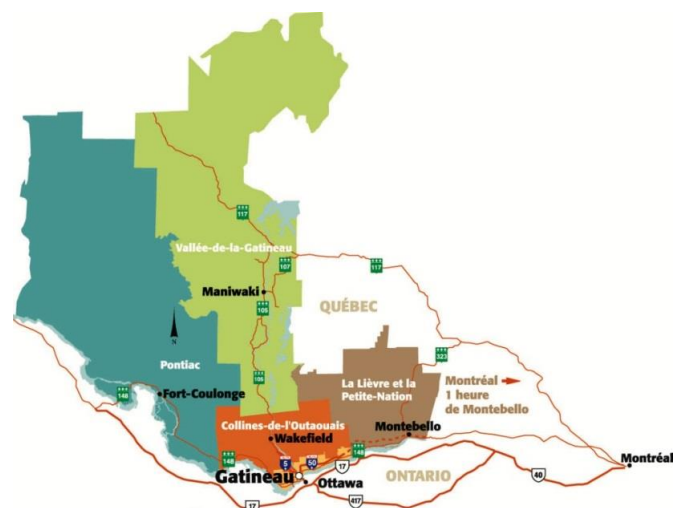 117
Vallée-de-la-Gatineau
107
117
Maniwaki
105
QUÉBEC
N
323
Pontiac
105
La Lièvre et la
Petite-Nation
Montréal
1 heure
de Montebello
148
Fort-Coulonge
Collines-de-l'Outaouais
Montebello
Wakefield
148
5
50
17
148
Gatineau
ONTARIO
Montréal
40
Ottawa
17
417